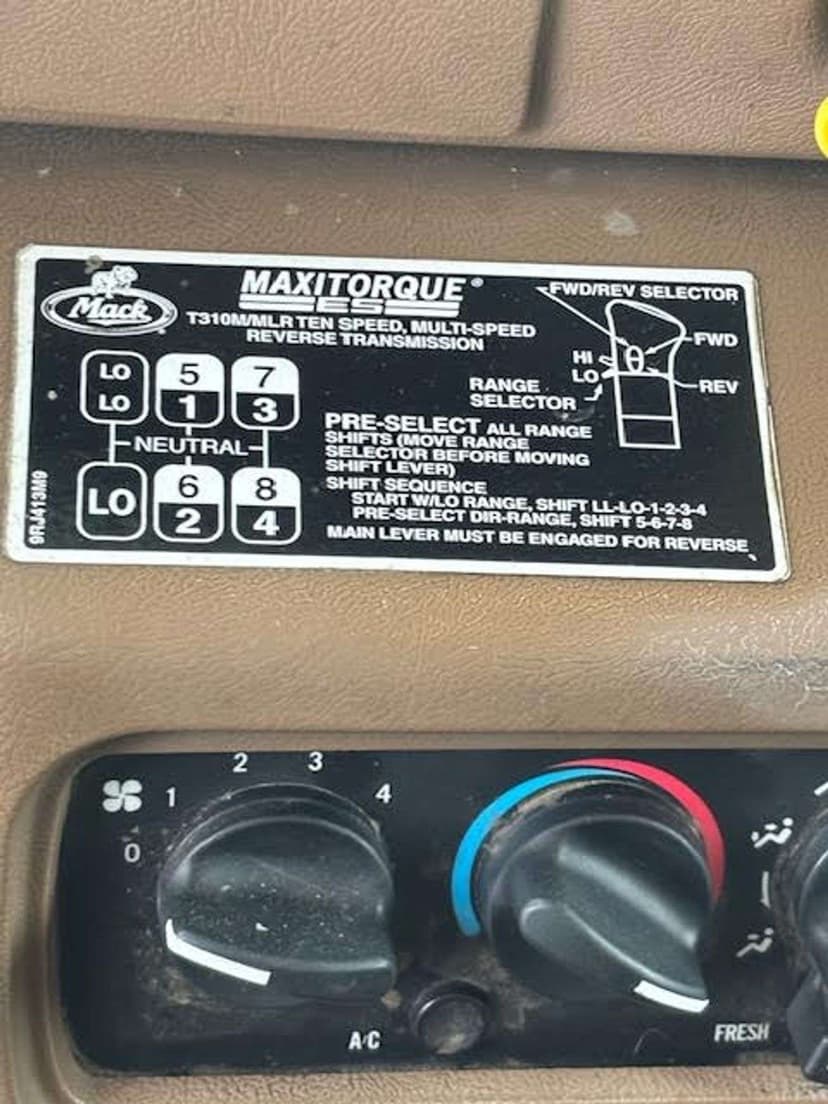 MAXITORQUE®
ES
Mack
T310M/MLR TEN SPEED, MULTI-SPEED
REVERSE TRANSMISSION
FWD/REV SELECTOR
FWD
HI
LO
REV
RANGE
SELECTOR
LO
LO
5
1
7
3
NEUTRAL
LO
6
2
8
4
PRE-SELECT ALL RANGE
SHIFTS (MOVE RANGE
SELECTOR BEFORE MOVING
SHIFT LEVER)
SHIFT SEQUENCE
START W/LO RANGE, SHIFT LL-LO-1-2-3-4
PRE-SELECT DIR-RANGE, SHIFT 5-6-7-8
MAIN LEVER MUST BE ENGAGED FOR REVERSE
9RJ413M9
0
1
2
3
4
A/C
FRESH